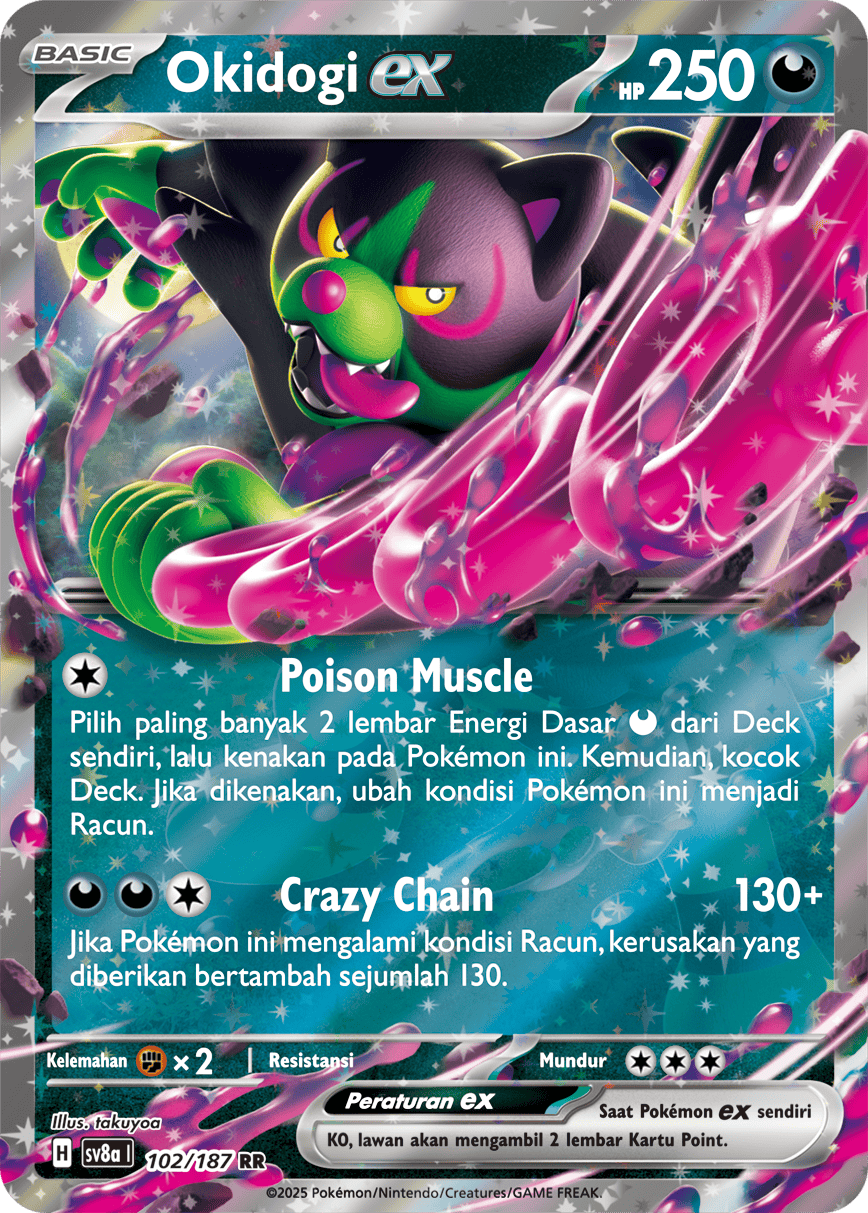 BASIC
Okidogi ex
HP 250
Poison Muscle
Pilih paling banyak 2 lembar Energi Dasar dari Deck
sendiri, lalu kenakan pada Pokémon ini. Kemudian, kocok
Deck. Jika dikenakan, ubah kondisi Pokémon ini menjadi
Racun.
Crazy Chain 130+
Jika Pokémon ini mengalami kondisi Racun, kerusakan yang
diberikan bertambah sejumlah 130.
Kelemahan ×2 Resistansi Mundur
Peraturan ex Saat Pokémon ex sendiri
KO, lawan akan mengambil 2 lembar Kartu Point.
Illus. takuyoa
H sv8a I 102/187 RR
©2025 Pokémon/Nintendo/Creatures/GAME FREAK.